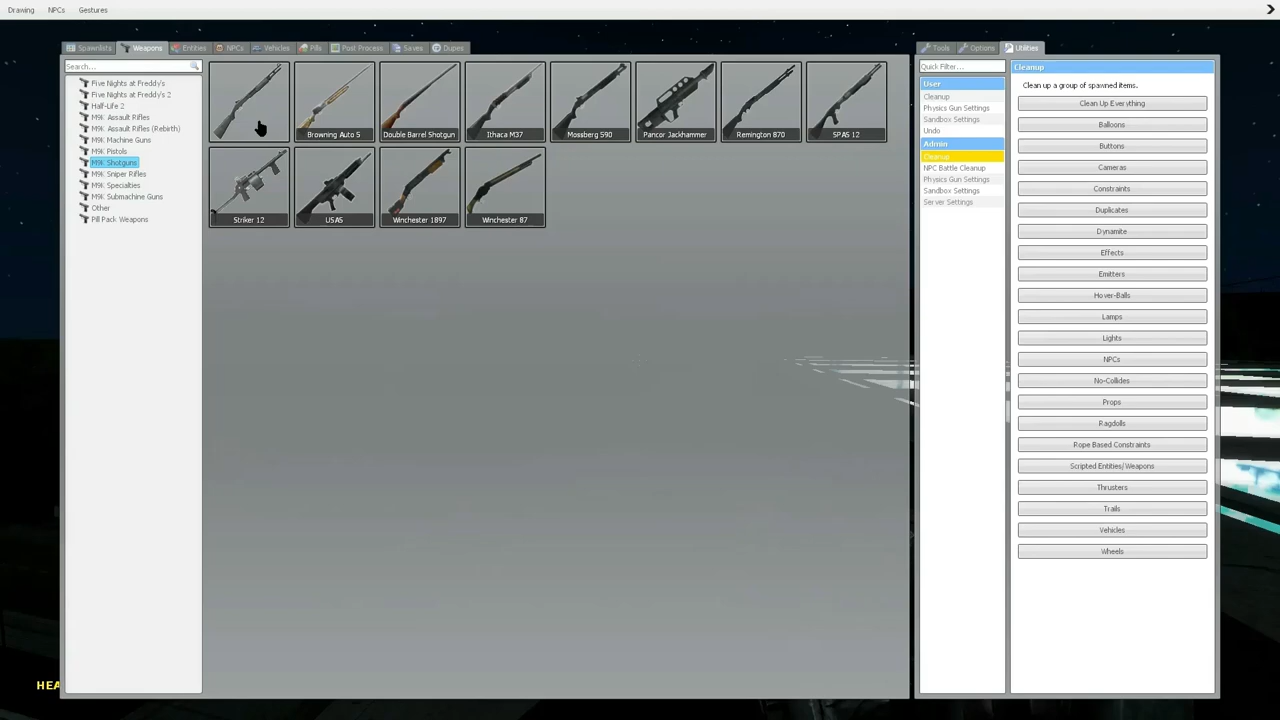 Drawing NPCs Gestures
Spawnlists Weapons Entities NPCs Vehicles Pills Post Process Saves Dupes
Search...
Five Nights at Freddy's
Five Nights at Freddy's 2
Half-Life 2
M9K Assault Rifles
M9K Assault Rifles (Rebirth)
M9K Machine Guns
M9K Pistols
M9K Shotguns
M9K Sniper Rifles
M9K Specialties
M9K Submachine Guns
Other
Pill Pack Weapons
Browning Auto 5
Double Barrel Shotgun
Ithaca M37
Mossberg 590
Pancor Jackhammer
Remington 870
SPAS 12
Striker 12
USAS
Winchester 1897
Winchester 87
HEA
Tools Options Utilities
Quick Filter...
User
Cleanup
Physics Gun Settings
Sandbox Settings
Undo
Admin
Cleanup
NPC Battle Cleanup
Physics Gun Settings
Sandbox Settings
Server Settings
Cleanup
Clean up a group of spawned items.
Clean Up Everything
Balloons
Buttons
Cameras
Constraints
Duplicates
Dynamite
Effects
Emitters
Hover-Balls
Lamps
Lights
NPCs
No-Collides
Props
Ragdolls
Rope Based Constraints
Scripted Entities/Weapons
Thrusters
Trails
Vehicles
Wheels